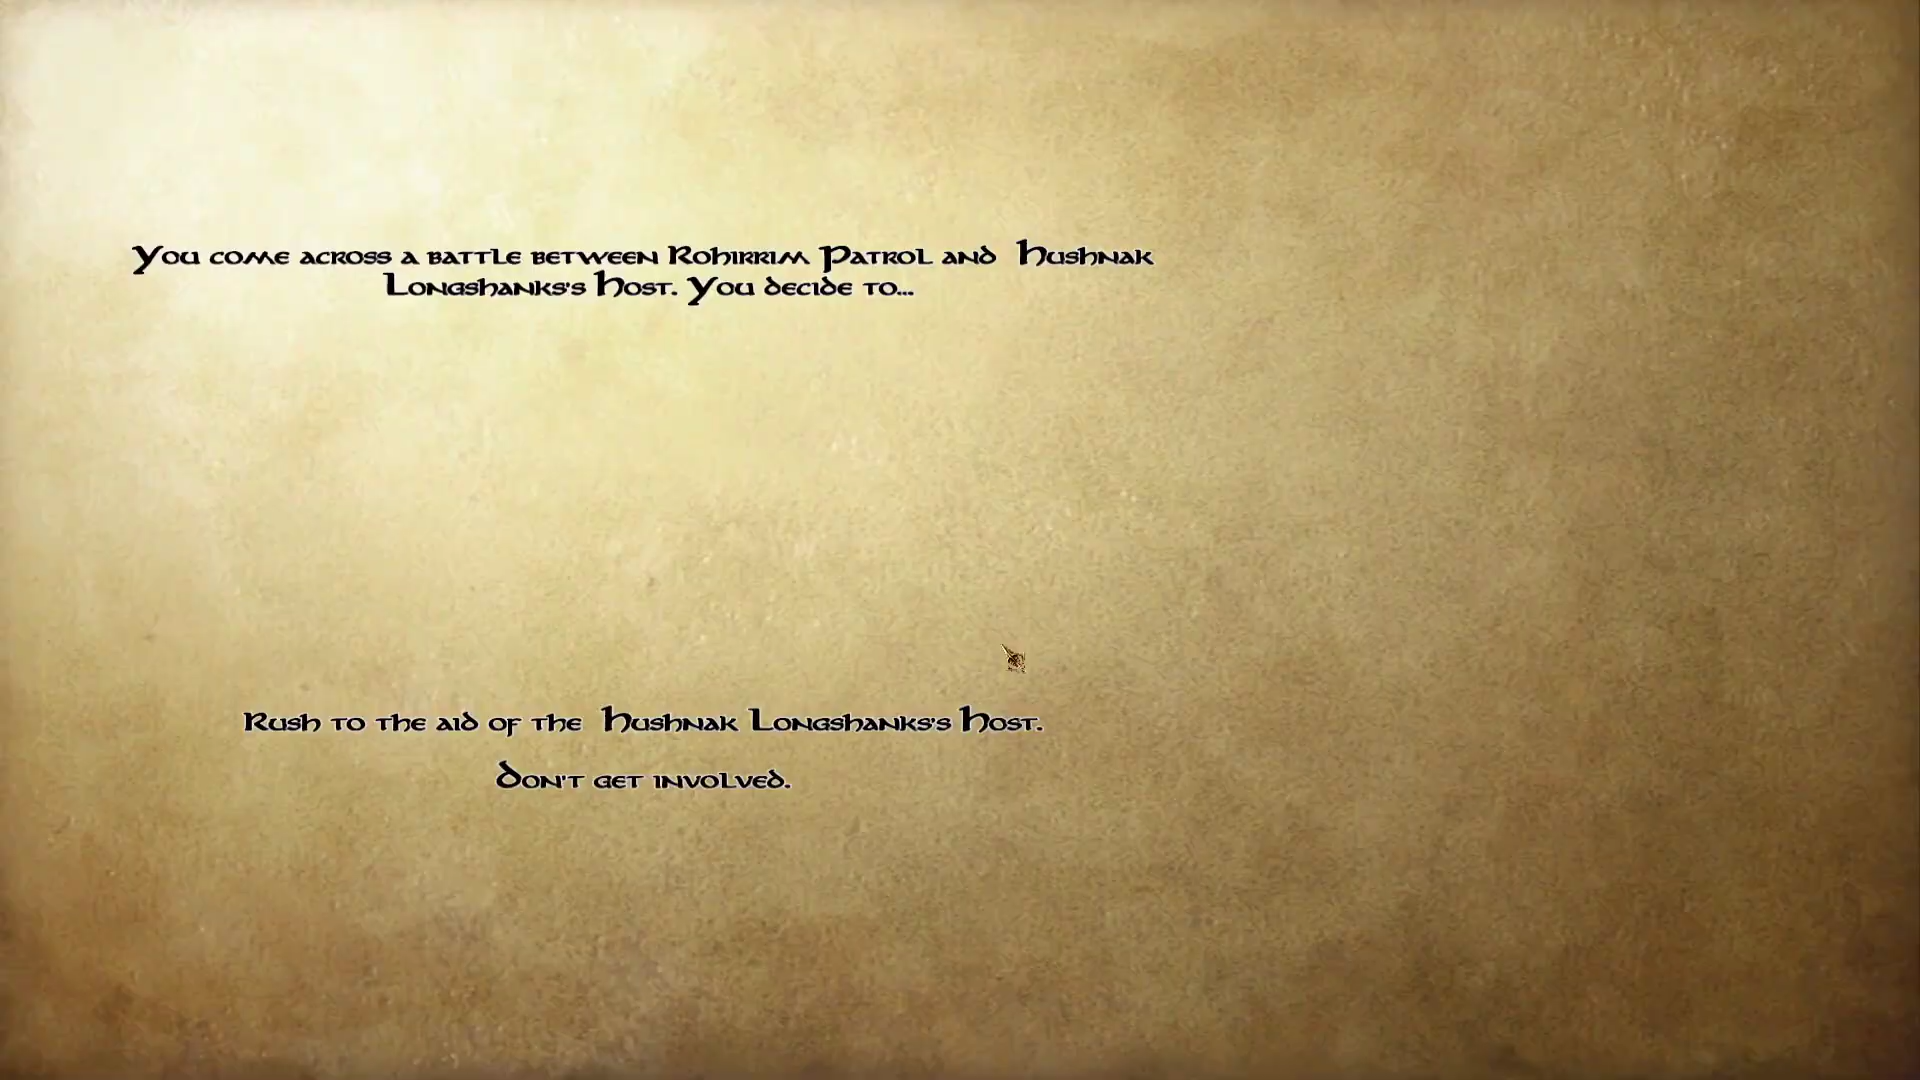 You come across a battle between Rohirrim Patrol and Hushnak
Longshanks's Host. You decide to...
Rush to the aid of the Hushnak Longshanks's Host.
Don't get involved.